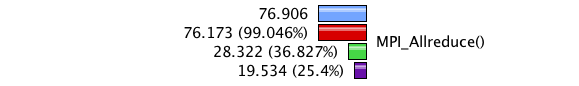 76.906
76.173 (99.046%)
MPI_Allreduce()
28.322 (36.827%)
19.534 (25.4%)